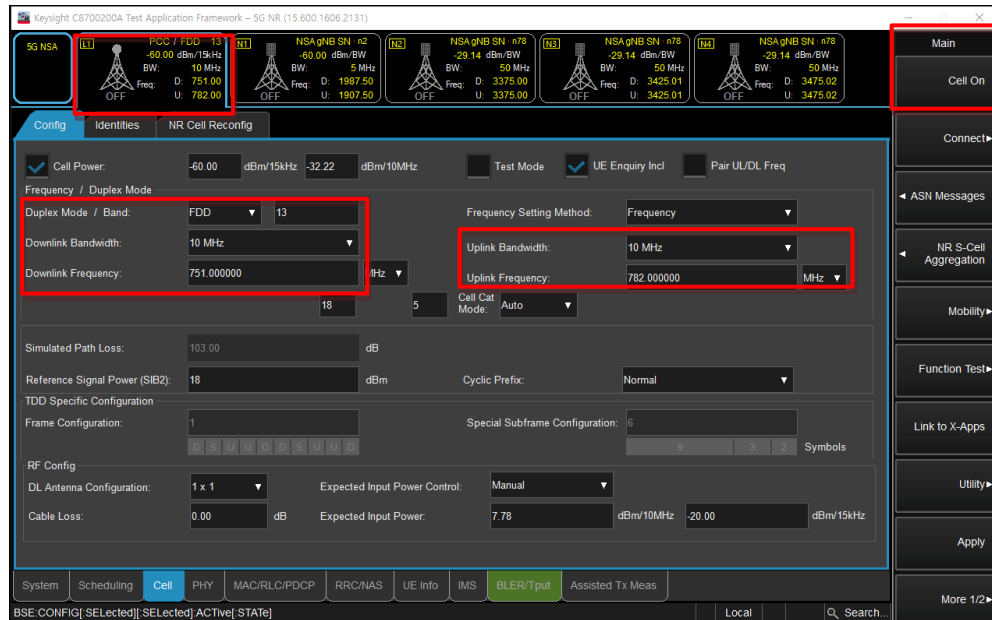 Keysight C8700200A Test Application Framework – 5G NR (15.600.1606.2131)
5G NSA
L1
PCC / FDD 13
-60.00 dBm/15kHz
BW: 10 MHz
Freq: D: 751.00
U: 782.00
OFF
N1
NSA gNB SN · n2
-60.00 dBm/BW
BW: 5 MHz
Freq: D: 1987.50
U: 1907.50
OFF
N2
NSA gNB SN · n78
-29.14 dBm/BW
BW: 50 MHz
Freq: D: 3375.00
U: 3375.00
OFF
N3
NSA gNB SN · n78
-29.14 dBm/BW
BW: 50 MHz
Freq: D: 3425.01
U: 3425.01
OFF
N4
NSA gNB SN · n78
-29.14 dBm/BW
BW: 50 MHz
Freq: D: 3475.02
U: 3475.02
OFF
Main
Cell On
Connect
ASN Messages
NR S-Cell
Aggregation
Mobility
Function Test
Link to X-Apps
Utility
Apply
More 1/2
Config Identities NR Cell Reconfig
Cell Power: -60.00 dBm/15kHz -32.22 dBm/10MHz Test Mode UE Enquiry Incl Pair UL/DL Freq
Frequency / Duplex Mode
Duplex Mode / Band: FDD 13 Frequency Setting Method: Frequency
Downlink Bandwidth: 10 MHz Uplink Bandwidth: 10 MHz
Downlink Frequency: 751.000000 MHz Uplink Frequency: 782.000000 MHz
18 5 Cell Cat
Mode: Auto
Simulated Path Loss: 103.00 dB
Reference Signal Power (SIB2): 18 dBm Cyclic Prefix: Normal
TDD Specific Configuration
Frame Configuration: 1 Special Subframe Configuration: 6
D S U U D D S U U D 9 3 2 Symbols
RF Config
DL Antenna Configuration: 1 x 1 Expected Input Power Control: Manual
Cable Loss: 0.00 dB Expected Input Power: 7.78 dBm/10MHz -20.00 dBm/15kHz
System Scheduling Cell PHY MAC/RLC/PDCP RRC/NAS UE Info IMS BLER/Tput Assisted Tx Meas
BSE:CONFIG[:SELected][:SELected]:ACTive[:STATe] Local Search...